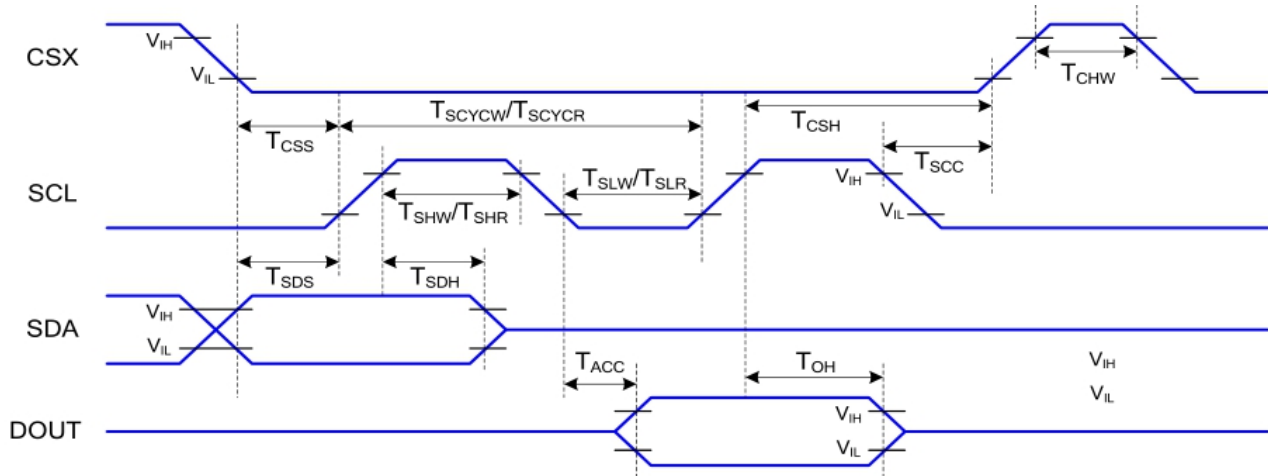 CSX
VIH
VIL
TCHW
TSCYCW/TSCYCR
TCSS
TCSH
TSCC
SCL
TSLW/TSLR
VIH
VIL
TSHW/TSHR
TSDS
TSDH
SDA
VIH
VIL
TACC
TOH
VIH
VIL
DOUT
VIH
VIL